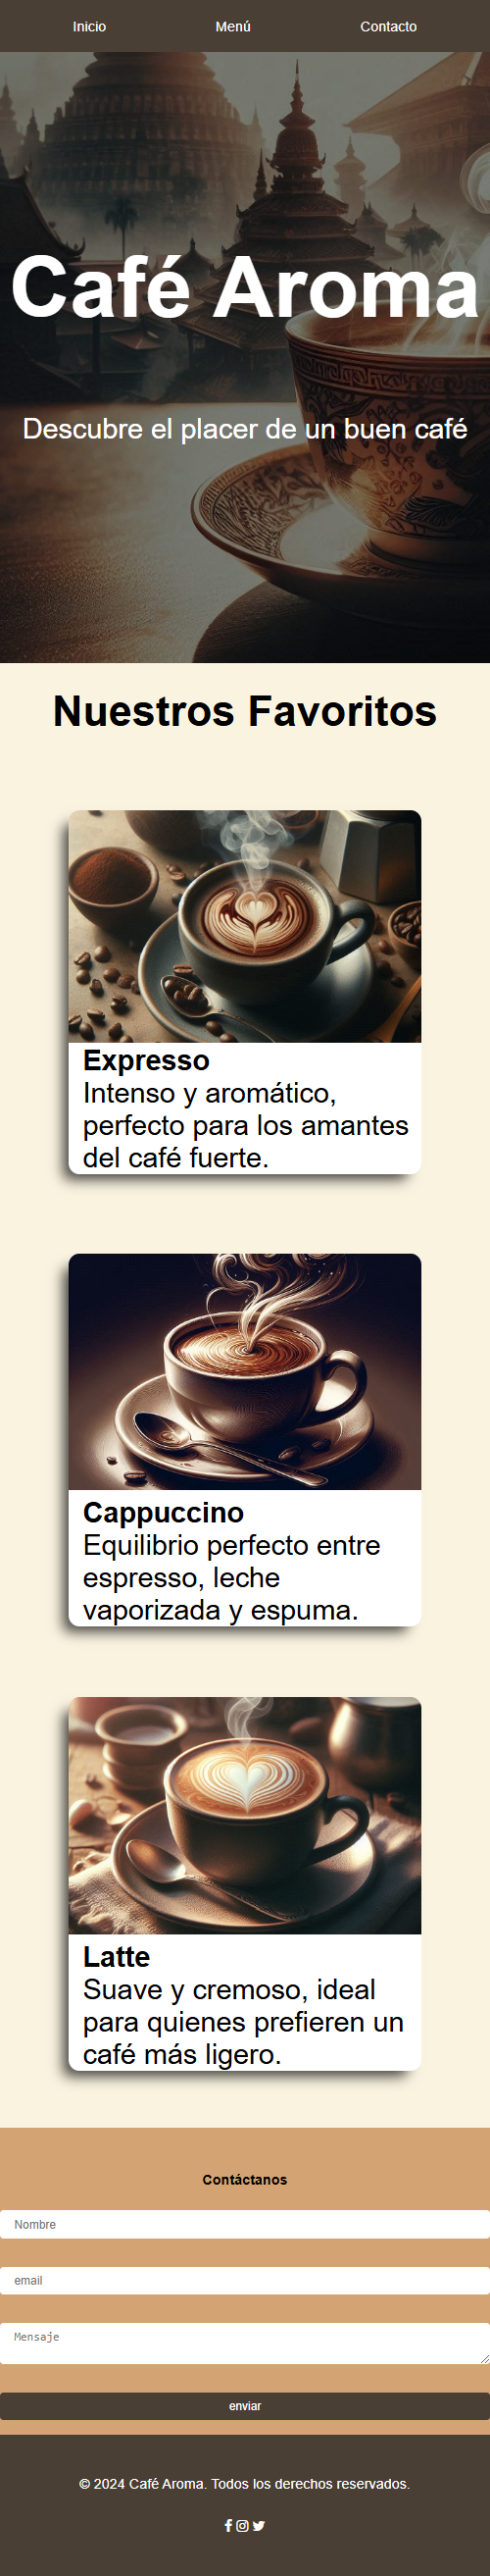 Inicio Menú Contacto
Café Aroma
Descubre el placer de un buen café
Nuestros Favoritos
Expresso
Intenso y aromático,
perfecto para los amantes
del café fuerte.
Cappuccino
Equilibrio perfecto entre
espresso, leche
vaporizada y espuma.
Latte
Suave y cremoso, ideal
para quienes prefieren un
café más ligero.
Contáctanos
Nombre
email
Mensaje
enviar
© 2024 Café Aroma. Todos los derechos reservados.